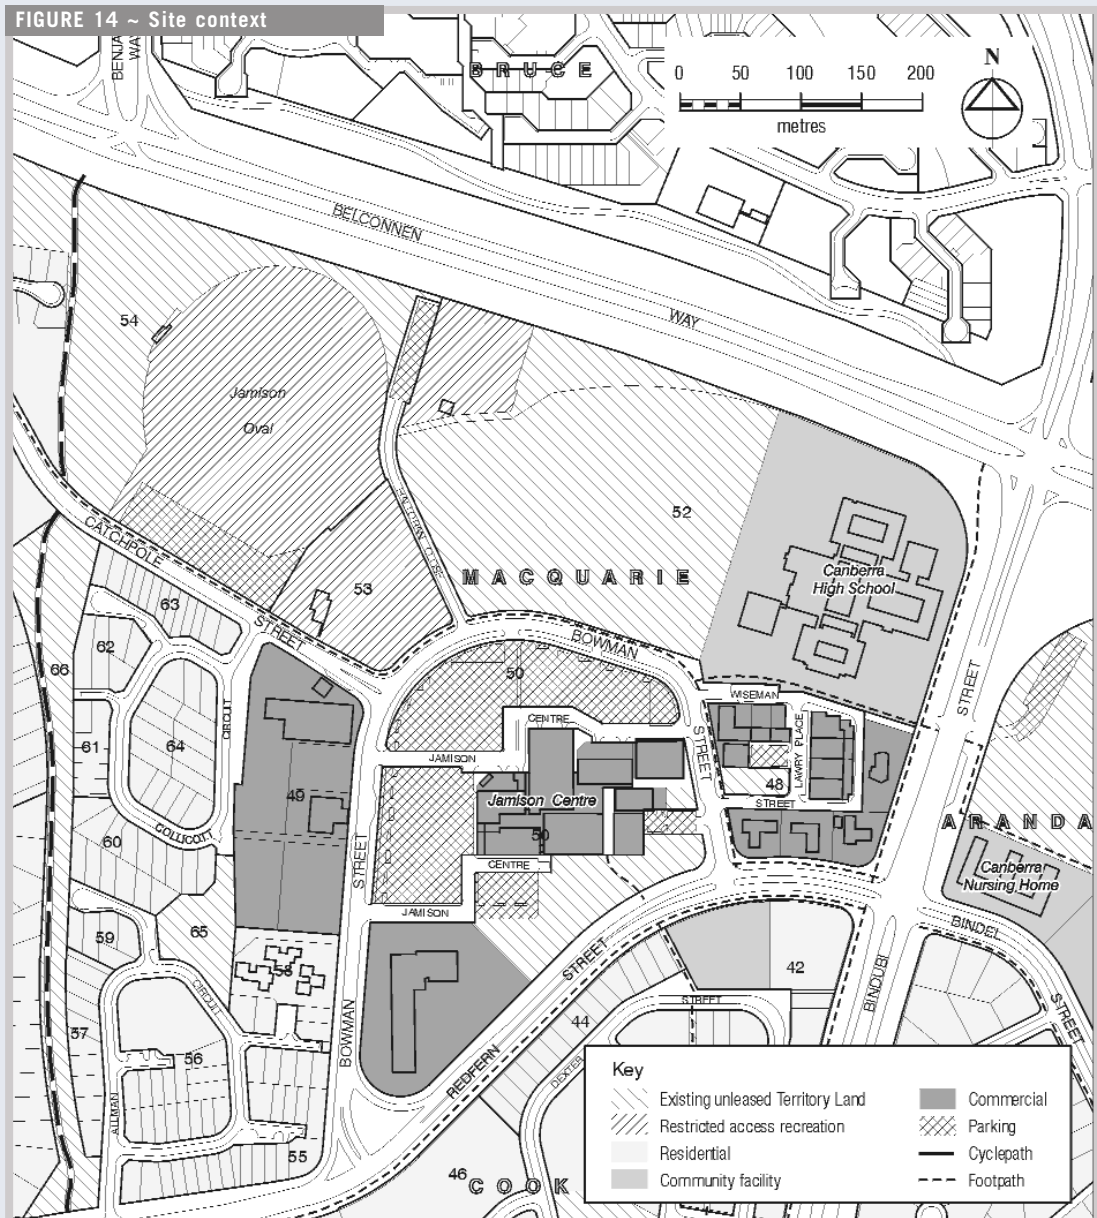 FIGURE 14 ~ Site context
BENJA
WAY
BRUCE
0 50 100 150 200
metres
N
BELCONNEN
WAY
54
Jamison
Oval
52
CATCHPOLE
STREET
53
MACQUARIE
Canberra
High School
BOWMAN
STREET
63
62
66
64
61
60
CIRCUIT
49
50
CENTRE
JAMISON
Jamison Centre
50
CENTRE
JAMISON
WISEMAN
LAWRY PLACE
48
STREET
STREET
ARANDA
Canberra
Nursing Home
BINDEL
STREET
BINDUBI
59
65
58
CIRCUIT
57
56
ALLMAN
55
STREET
BOWMAN
REDFERN
STREET
42
STREET
44
DEXTER
46
COOK
Key
Existing unleased Territory Land
Restricted access recreation
Residential
Community facility
Commercial
Parking
Cyclepath
Footpath